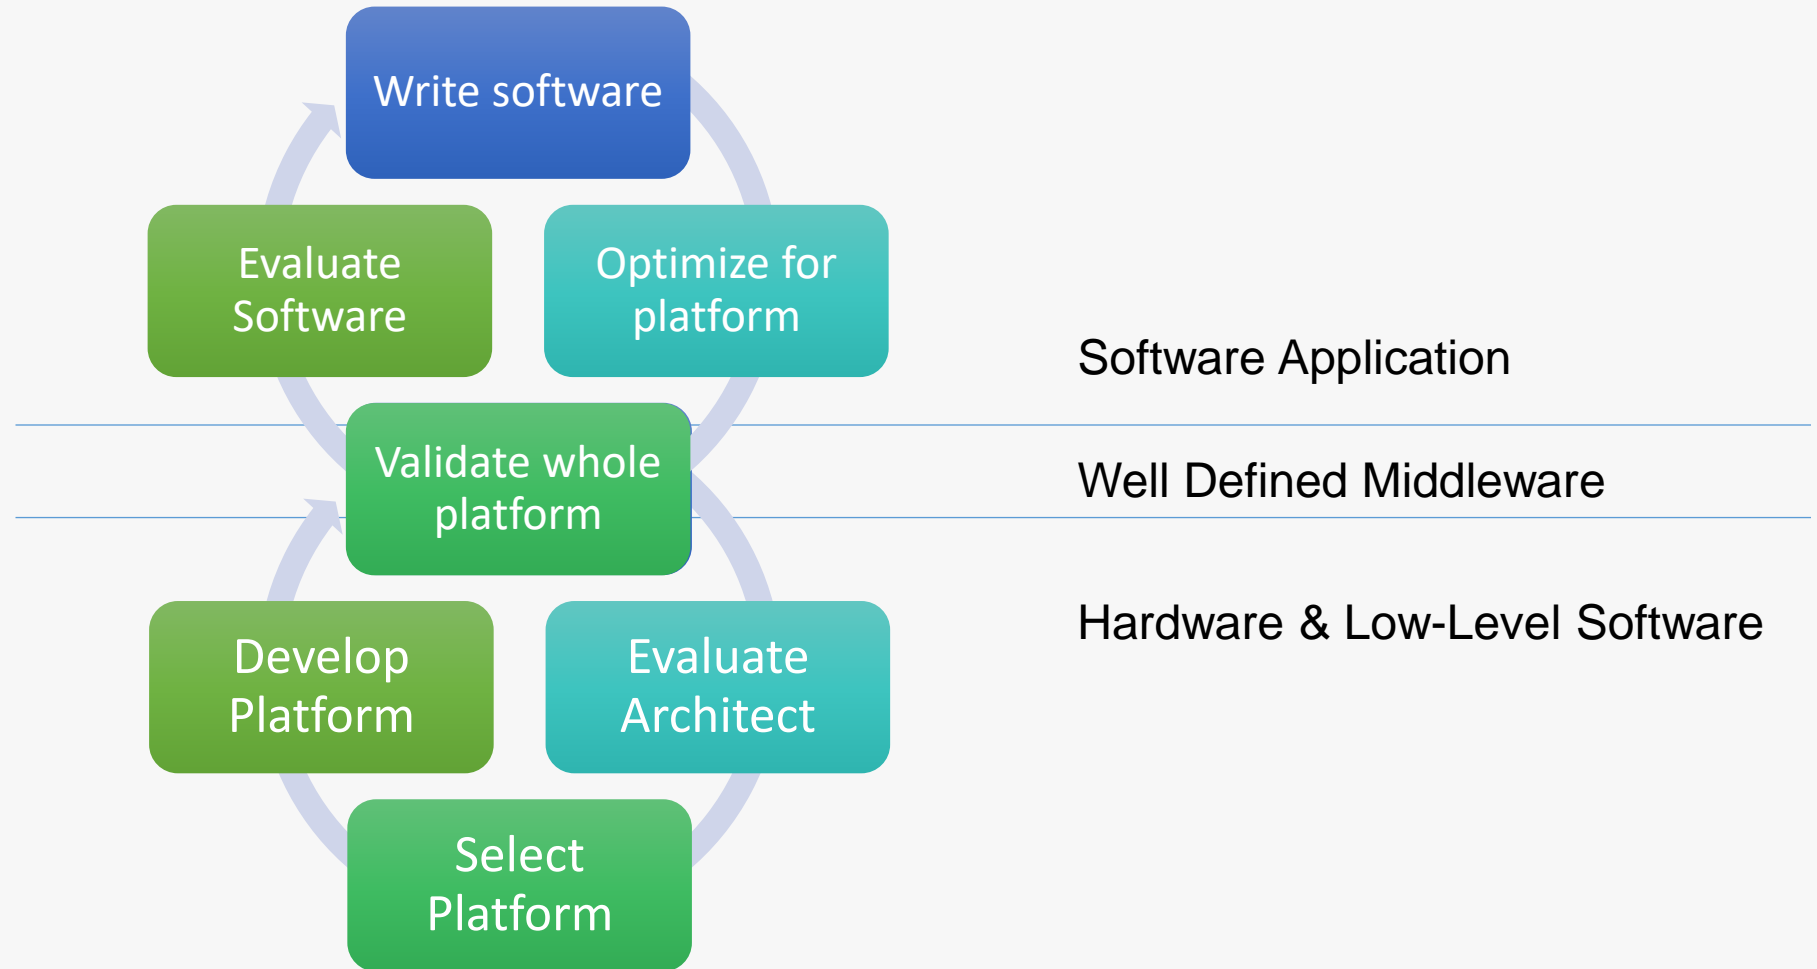 Write software
Evaluate
Software
Optimize for
platform
Software Application
Validate whole
platform
Well Defined Middleware
Develop
Platform
Evaluate
Architect
Hardware & Low-Level Software
Select
Platform